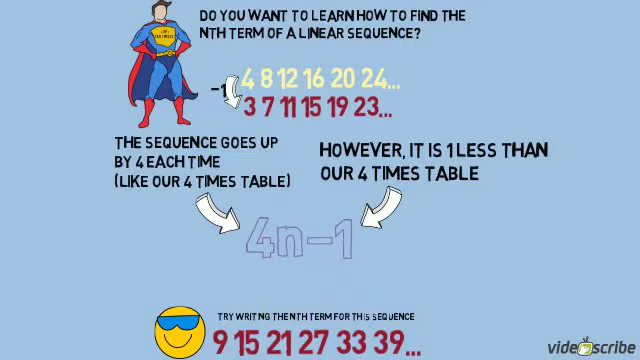 DO YOU WANT TO LEARN HOW TO FIND THE
NTH TERM OF A LINEAR SEQUENCE?
4 8 12 16 20 24...
-1
3 7 11 15 19 23...
THE SEQUENCE GOES UP
BY 4 EACH TIME
(LIKE OUR 4 TIMES TABLE)
HOWEVER, IT IS 1 LESS THAN
OUR 4 TIMES TABLE
4n-1
TRY WRITNG THE NTH TERM FOR THIS SEQUENCE
9 15 21 27 33 39...
videoscribe